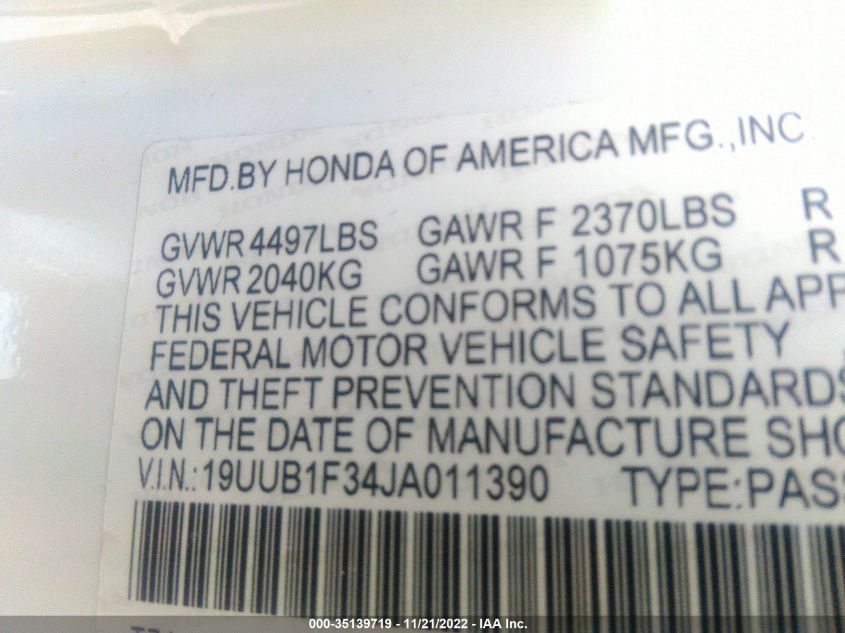 MFD.BY HONDA OF AMERICA MFG.,INC.
GVWR 4497LBS GAWR F 2370LBS R
GVWR 2040KG GAWR F 1075KG R
THIS VEHICLE CONFORMS TO ALL APP
FEDERAL MOTOR VEHICLE SAFETY
AND THEFT PREVENTION STANDARDS
ON THE DATE OF MANUFACTURE SHO
V.I.N.: 19UUB1F34JA011390 TYPE:PASS
000-35139719 - 11/21/2022 - IAA Inc.